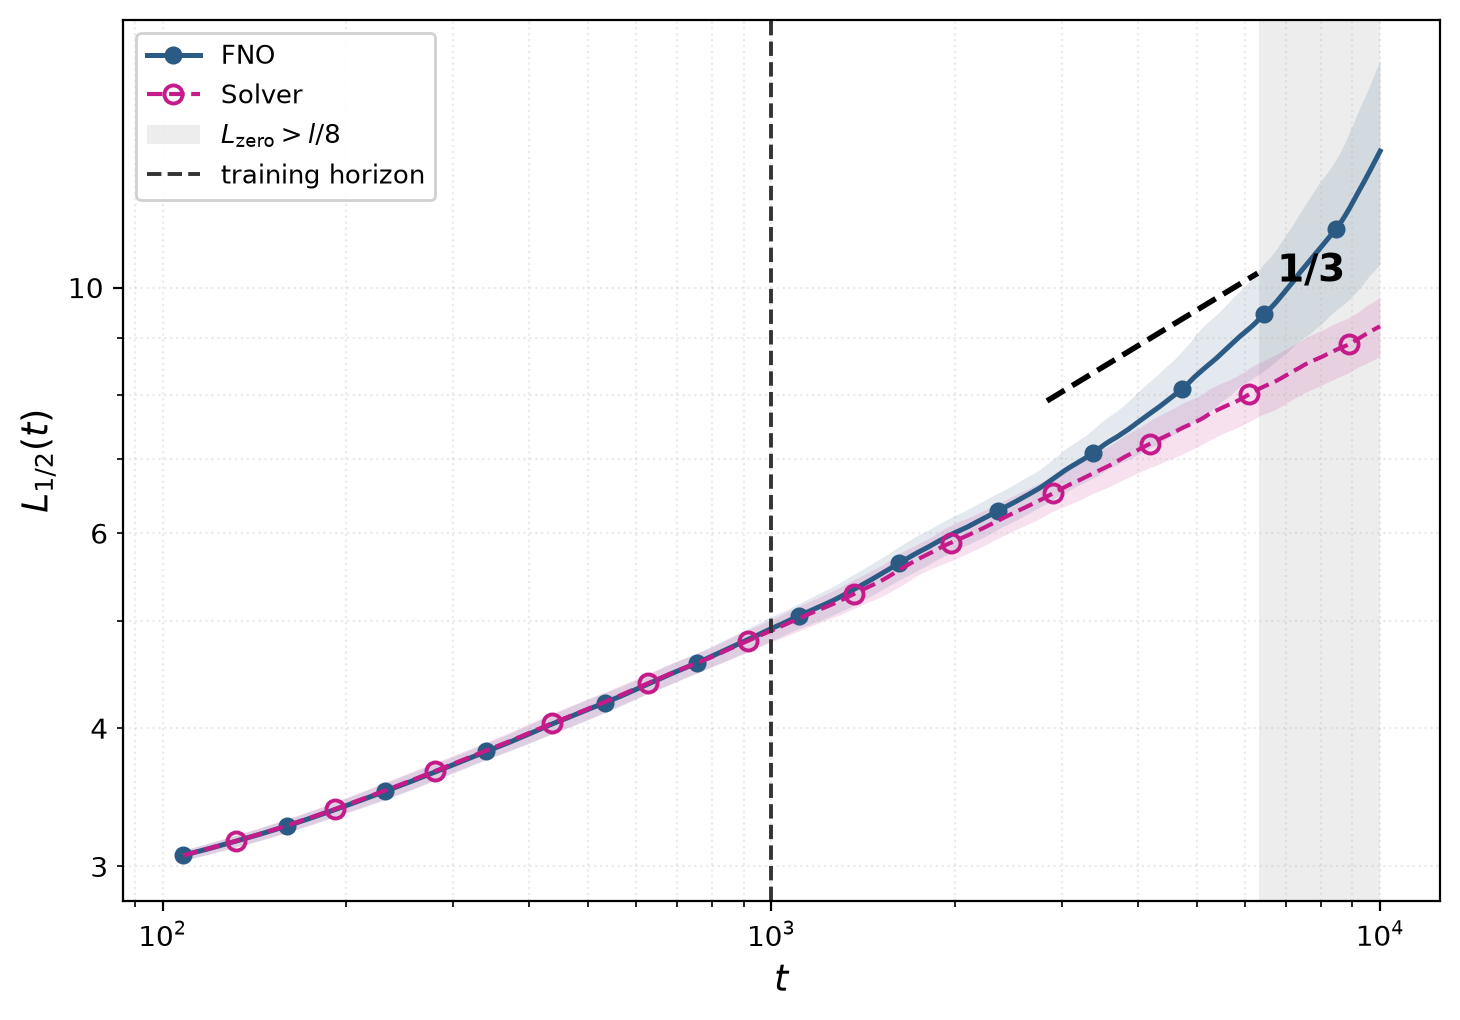 FNO
Solver
L_zero > l/8
training horizon
1/3
10
6
4
3
L_1/2(t)
10^2
10^3
10^4
t